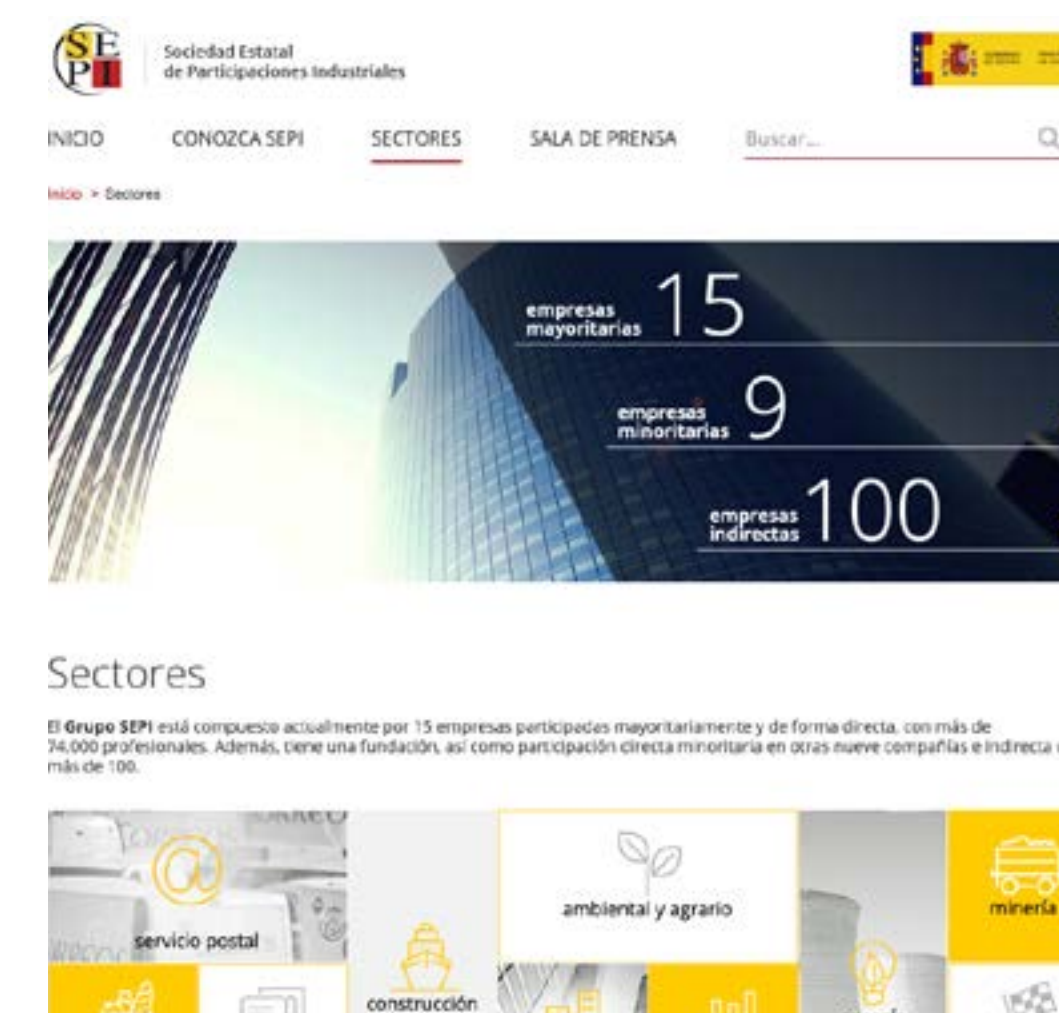 SE
PI
Sociedad Estatal
de Participaciones Industriales
INICIO
CONOZCA SEPI
SECTORES
SALA DE PRENSA
Buscar...
Inicio > Sectores
empresas
mayoritarias
15
empresas
minoritarias
9
empresas
indirectas
100
Sectores
El Grupo SEPI está compuesto actualmente por 15 empresas participadas mayoritariamente y de forma directa, con más de
74.000 profesionales. Además, tiene una fundación, así como participación directa minoritaria en otras nueve compañías e indirecta
más de 100.
CORREOS
servicio postal
construcción
ambiental y agrario
minería